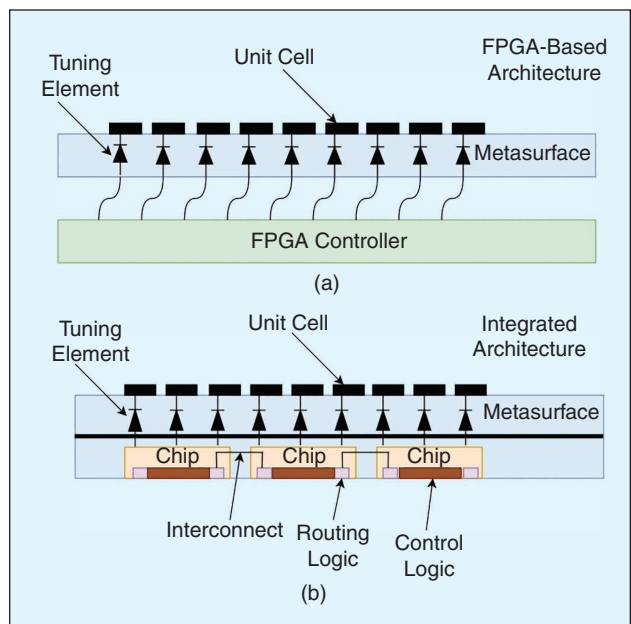 FPGA-Based
Architecture
Unit Cell
Tuning
Element
Metasurface
FPGA Controller
(a)
Tuning
Element
Unit Cell
Integrated
Architecture
Metasurface
Chip
Chip
Chip
Interconnect
Routing
Logic
Control
Logic
(b)